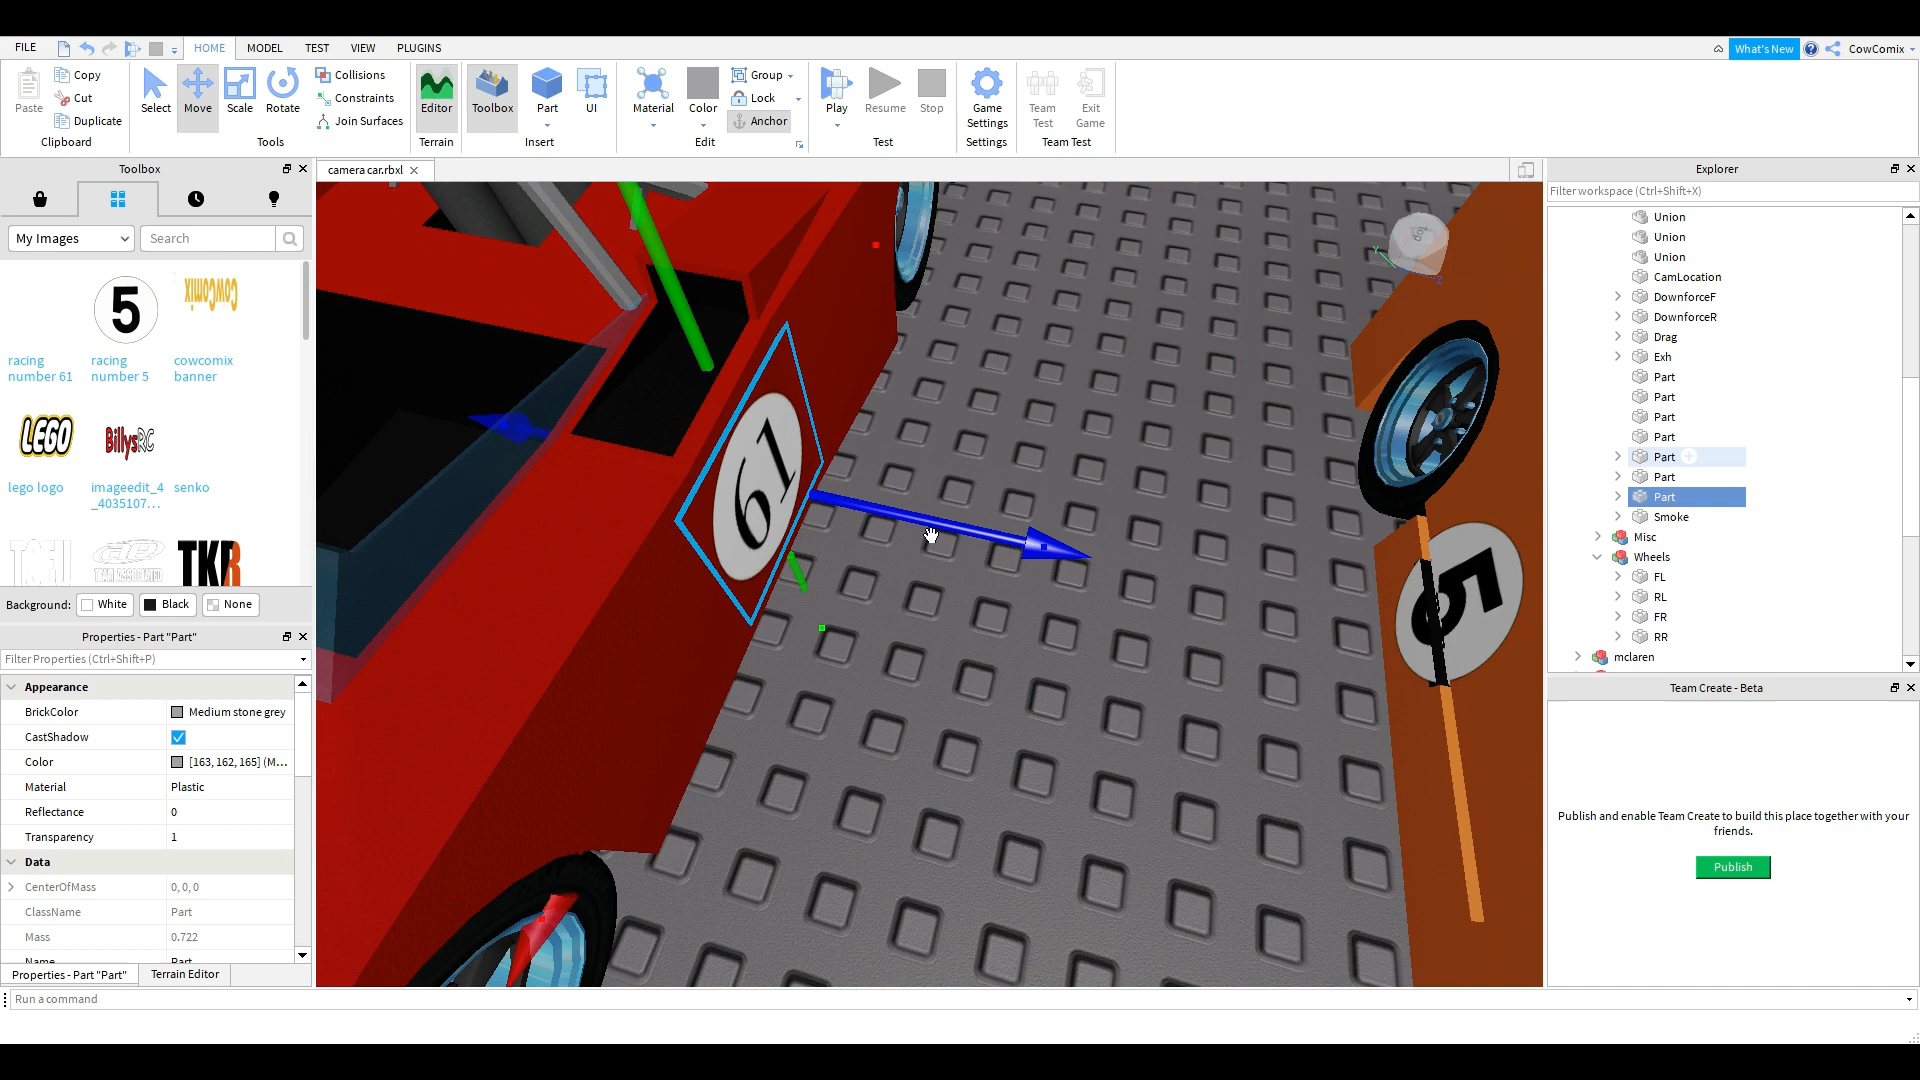 FILE
HOME
MODEL
TEST
VIEW
PLUGINS
What's New
CowComix
Paste
Copy
Cut
Duplicate
Clipboard
Select
Move
Scale
Rotate
Collisions
Constraints
Join Surfaces
Tools
Editor
Terrain
Toolbox
Part
UI
Insert
Material
Color
Group
Lock
Anchor
Edit
Play
Resume
Stop
Test
Game
Settings
Settings
Team
Test
Exit
Game
Team Test
Toolbox
My Images
Search
5
Cowcomix
racing
number 61
racing
number 5
cowcomix
banner
LEGO
BillysRC
lego logo
imageedit_4
_4035107...
senko
TKR
Background:
White
Black
None
Properties - Part "Part"
Filter Properties (Ctrl+Shift+P)
Appearance
BrickColor
Medium stone grey
CastShadow
Color
[163, 162, 165] (M...
Material
Plastic
Reflectance
0
Transparency
1
Data
CenterOfMass
0, 0, 0
ClassName
Part
Mass
0.722
Name
Part
Properties - Part "Part"
Terrain Editor
Run a command
camera car.rbxl
Top
Y
Z
61
5
Explorer
Filter workspace (Ctrl+Shift+X)
Union
Union
Union
CamLocation
DownforceF
DownforceR
Drag
Exh
Part
Part
Part
Part
Part
Part
Part
Smoke
Misc
Wheels
FL
RL
FR
RR
mclaren
Team Create - Beta
Publish and enable Team Create to build this place together with your
friends.
Publish